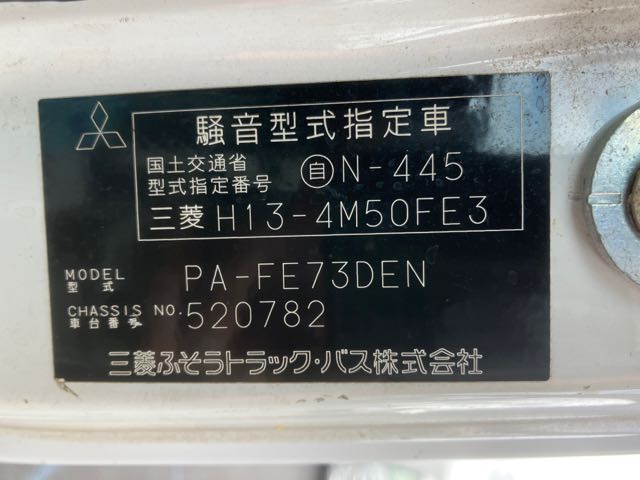 騒音型式指定車
国土交通省
型式指定番号 自N-445
三菱 H13-4M50FE3
MODEL
型式 PA-FE73DEN
CHASSIS NO.
車台番号 520782
三菱ふそうトラック・バス株式会社